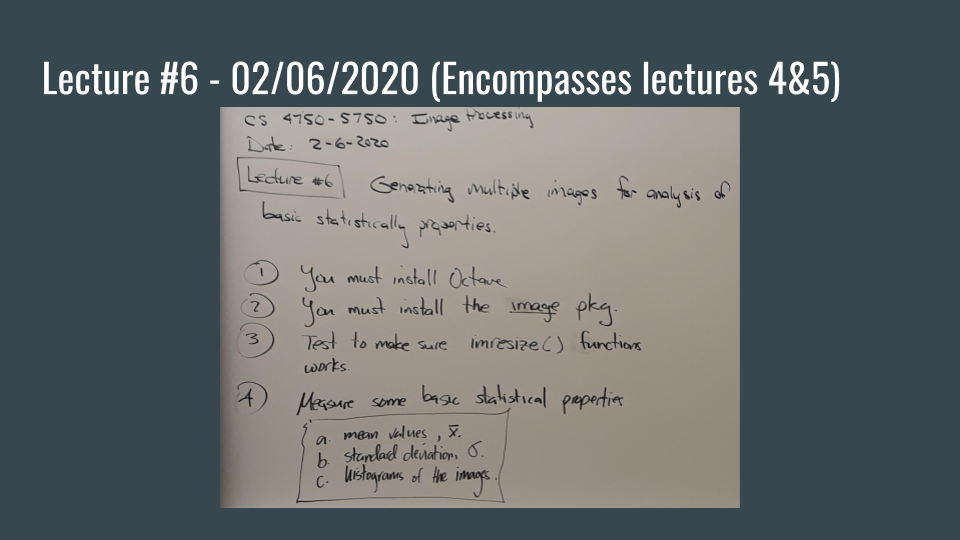 Lecture #6 - 02/06/2020 (Encompasses lectures 4&5)
CS 4750-5750: Image Processing
Date: 2-6-2020
Lecture #6 Generating multiple images for analysis of
basic statistically properties.
1 You must install Octave
2 You must install the image pkg.
3 Test to make sure imresize() functions
works.
4 Measure some basic statistical properties
a. mean values, x̄.
b. standard deviation, σ.
c. histograms of the images.